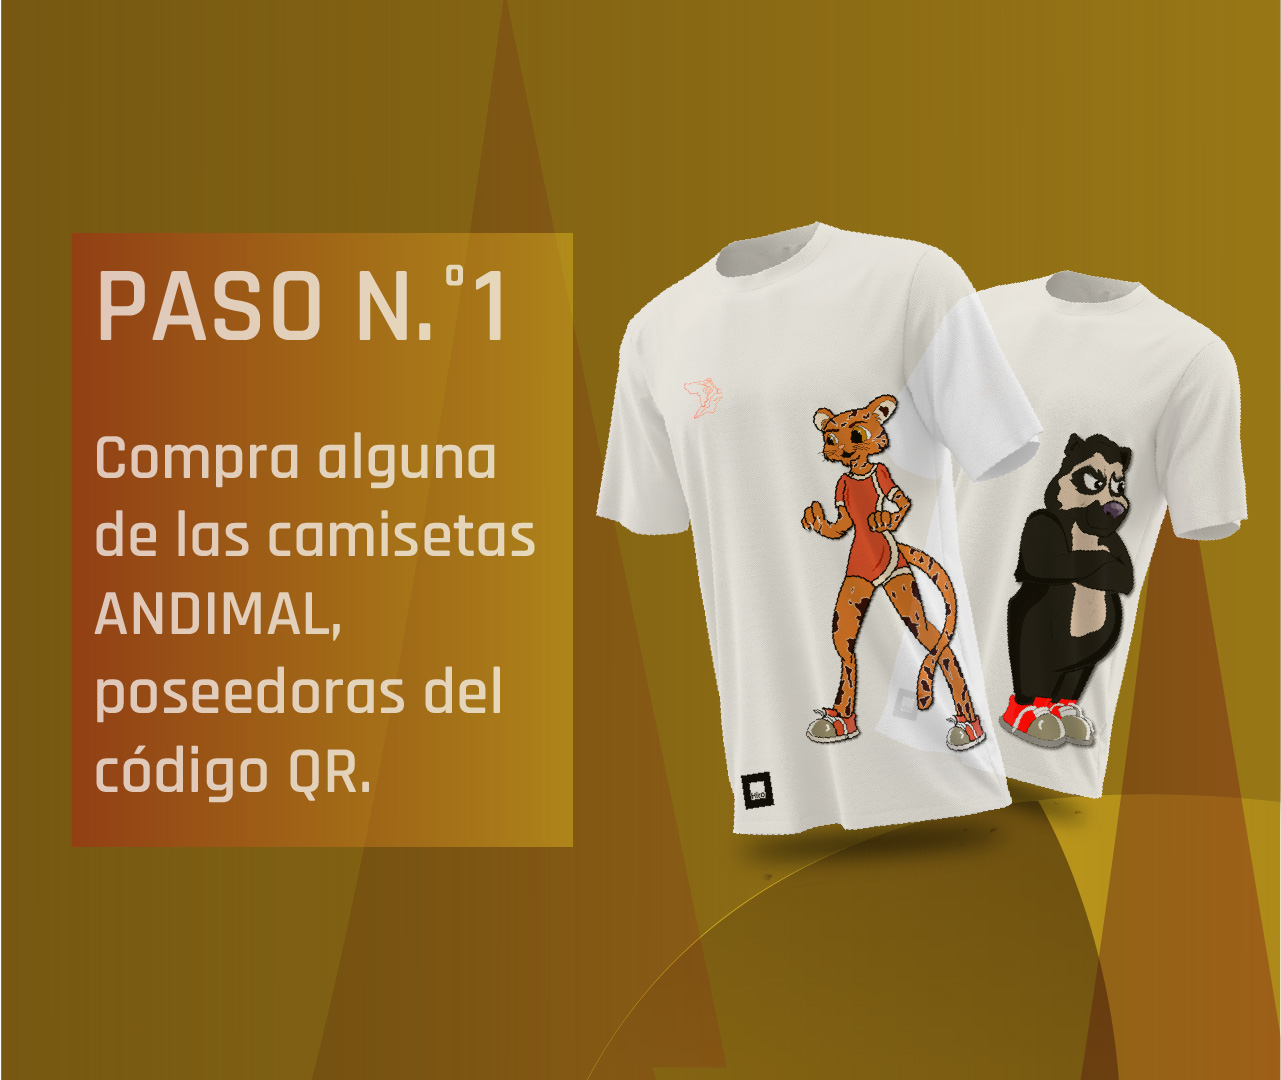 PASO N.°1
Compra alguna
de las camisetas
ANDIMAL,
poseedoras del
código QR.